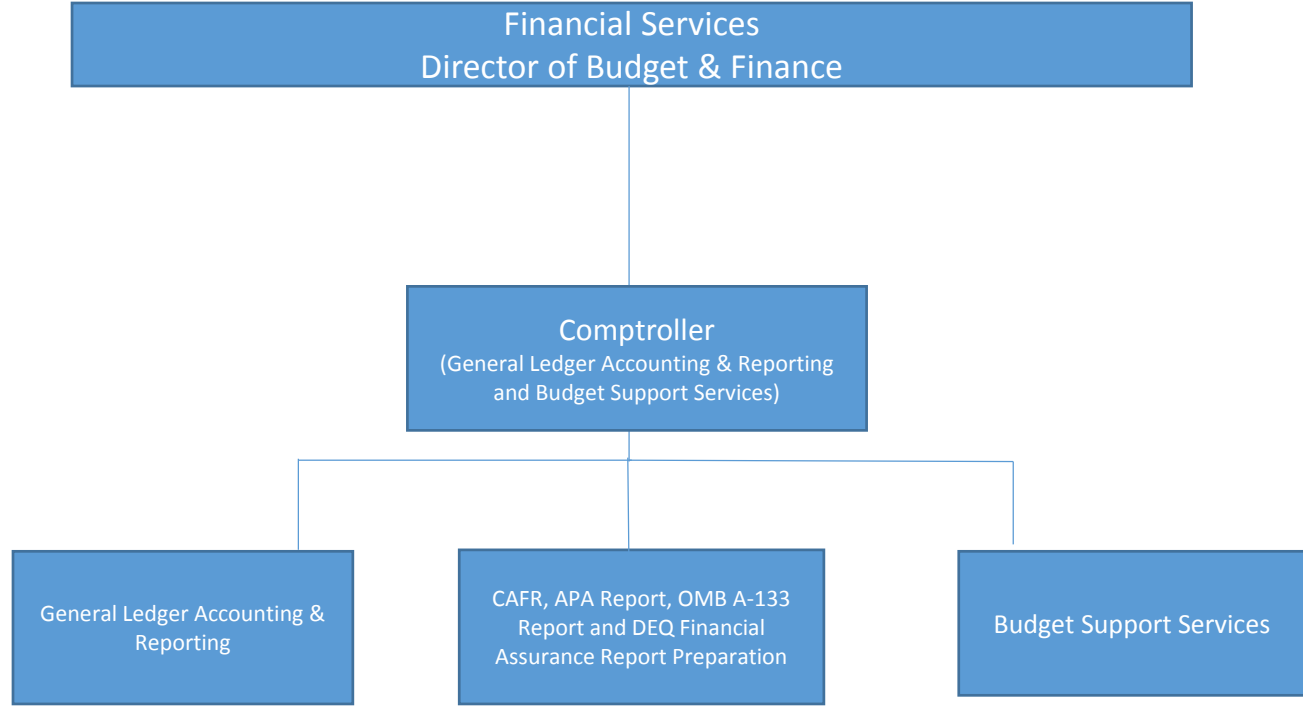 Financial Services
Director of Budget & Finance
Comptroller
(General Ledger Accounting & Reporting
and Budget Support Services)
General Ledger Accounting &
Reporting
CAFR, APA Report, OMB A-133
Report and DEQ Financial
Assurance Report Preparation
Budget Support Services